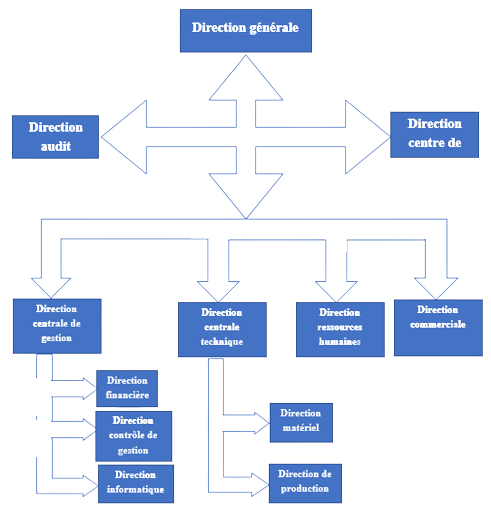 Direction générale
Direction
audit
Direction
centre de
Direction
centrale de
gestion
Direction
centrale
technique
Direction
ressources
humaines
Direction
commerciale
Direction
financière
Direction
contrôle de
gestion
Direction
informatique
Direction
matériel
Direction de
production